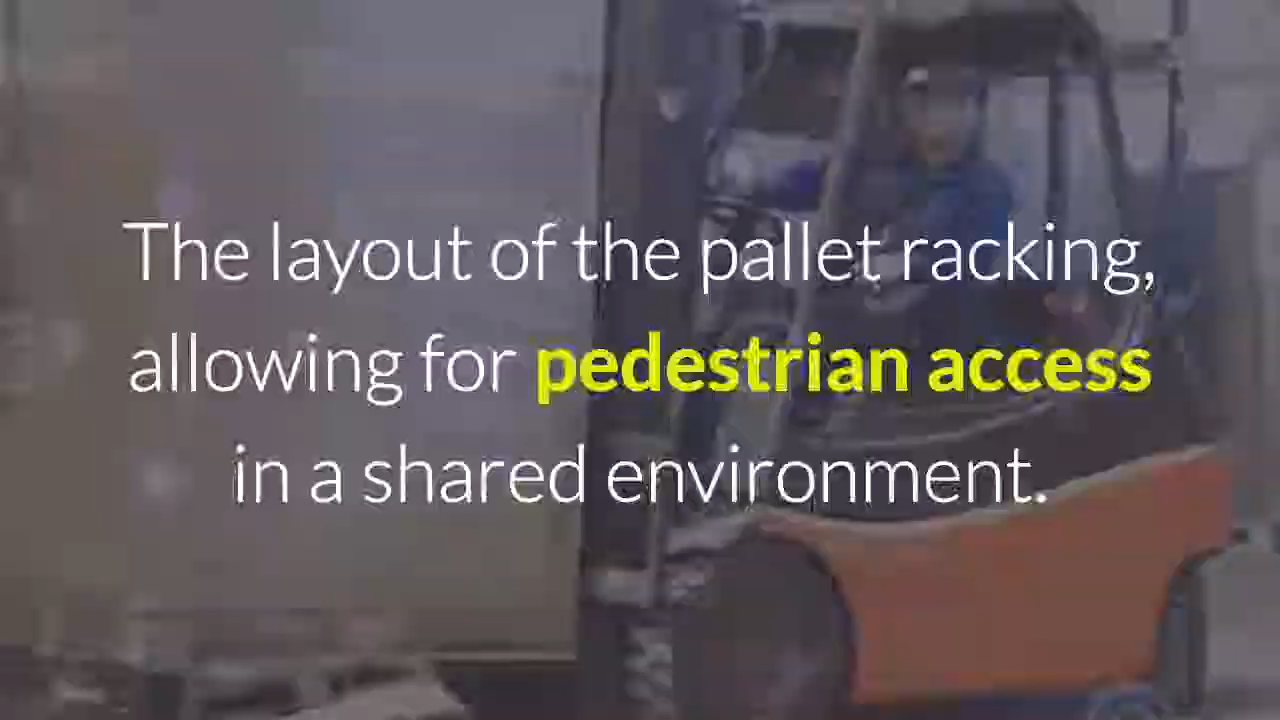 The layout of the pallet racking,
allowing for pedestrian access
in a shared environment.